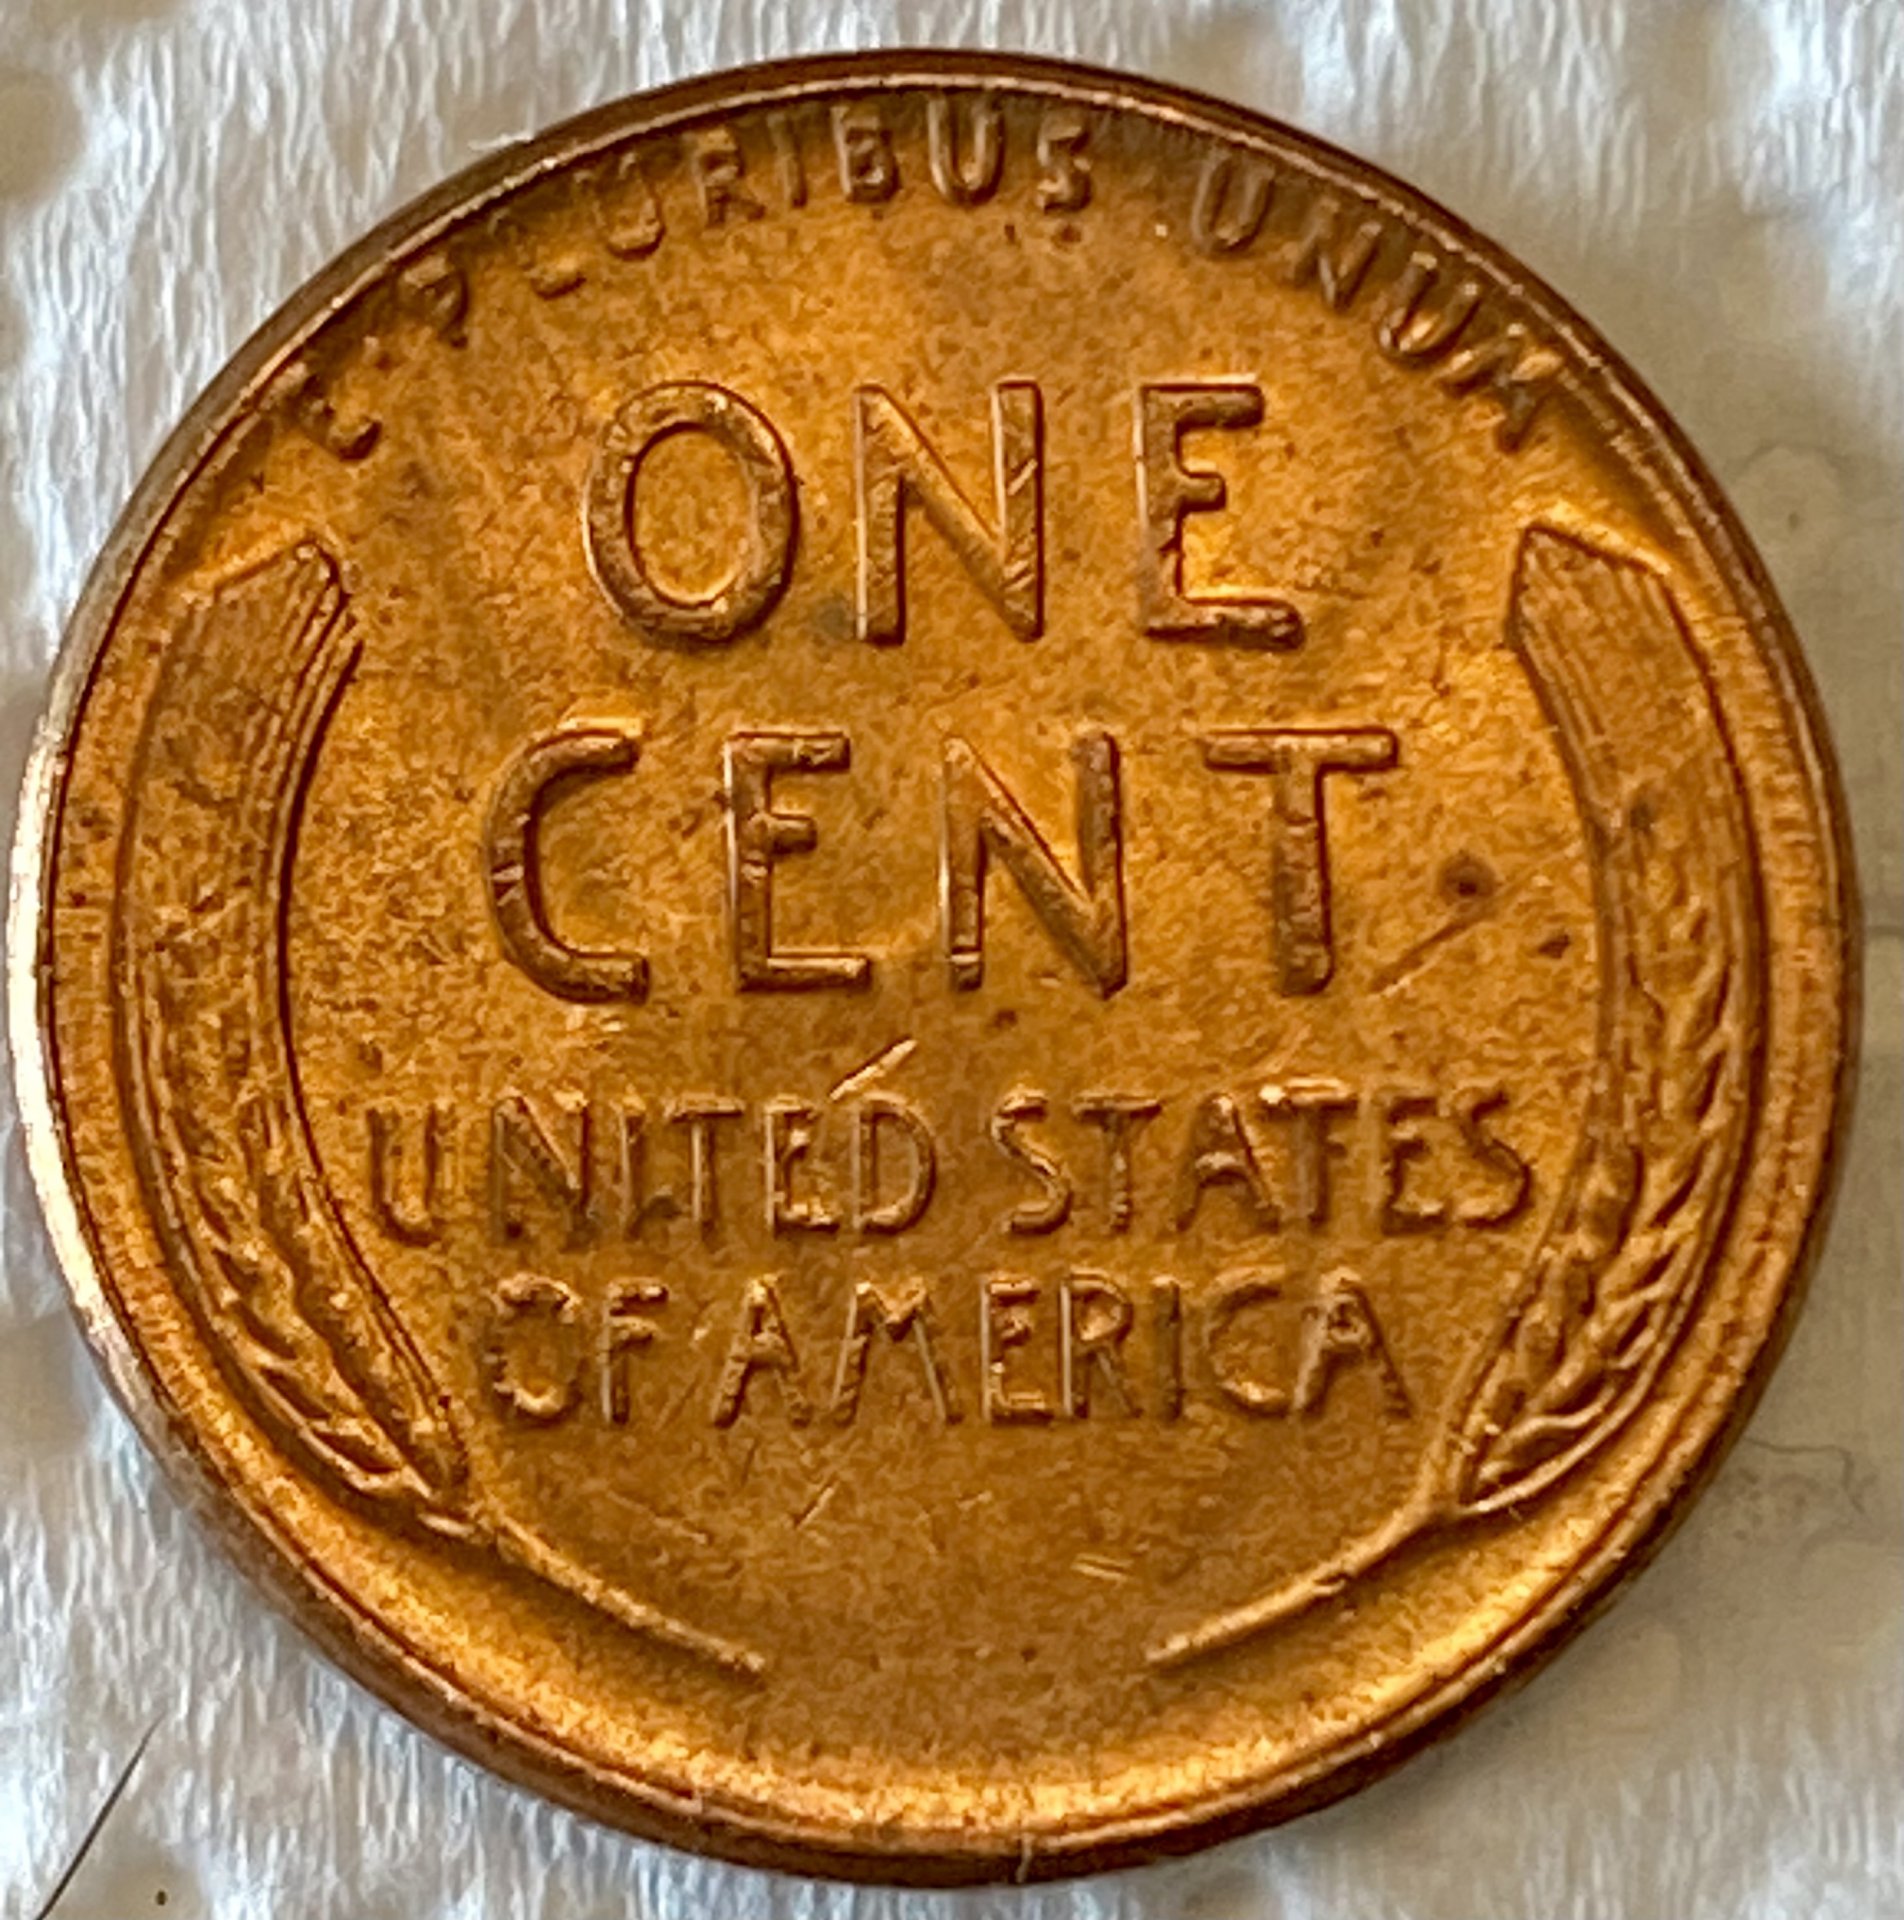 E PLURIBUS UNUM
ONE
CENT
UNITED STATES
OF AMERICA